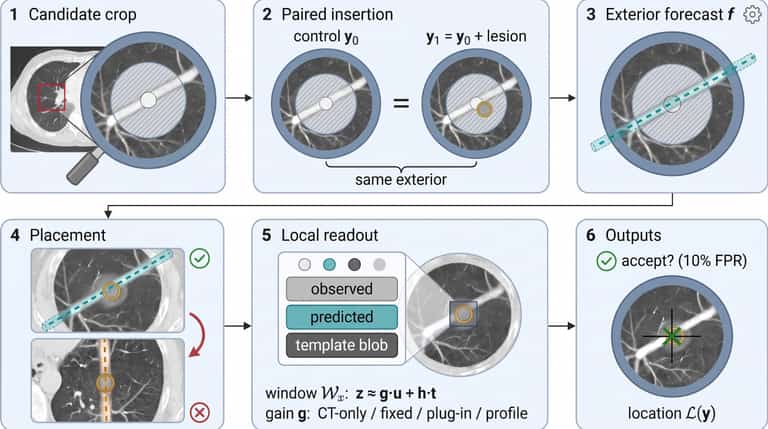 1 Candidate crop
2 Paired insertion
control y₀
y₁ = y₀ + lesion
=
same exterior
3 Exterior forecast f
4 Placement
5 Local readout
observed
predicted
template blob
window 𝒲ₓ: z ≈ g·u + h·t
gain g: CT-only / fixed / plug-in / profile
6 Outputs
accept? (10% FPR)
location ℒ(y)